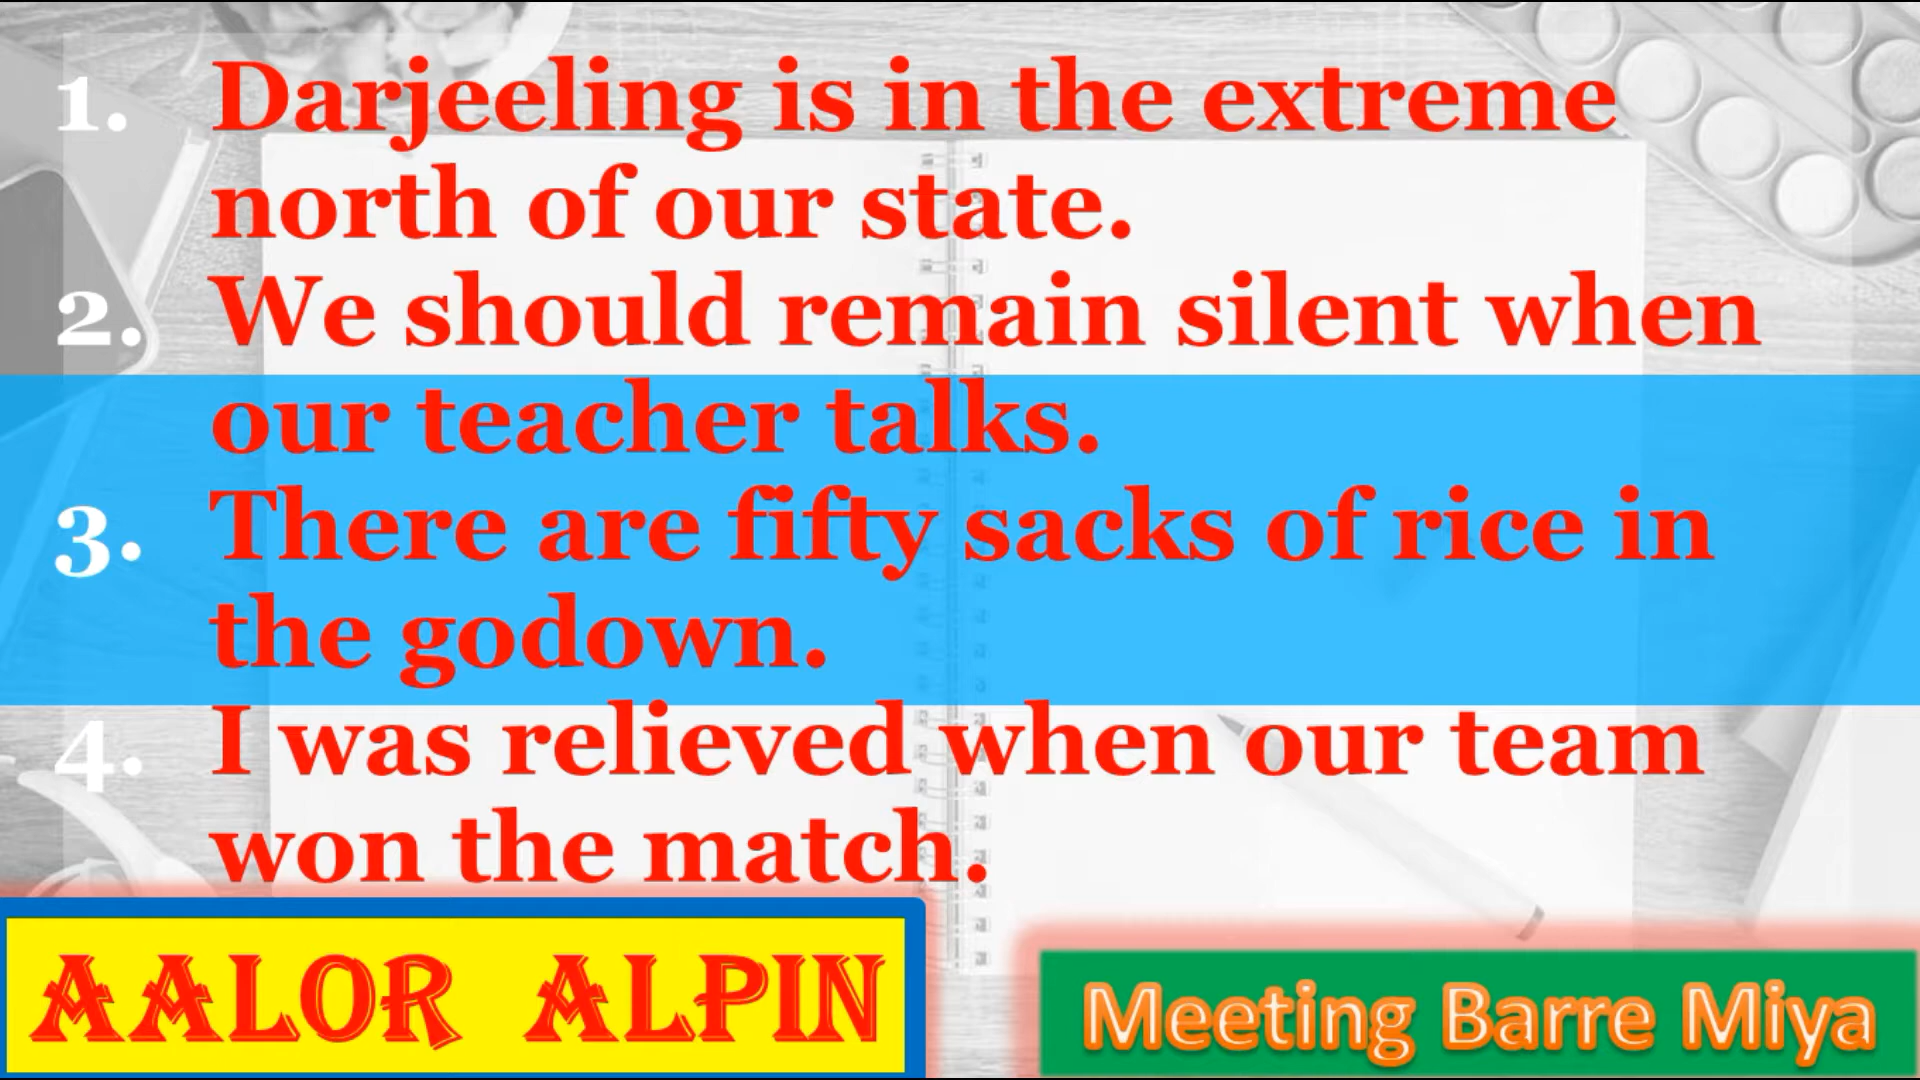 1. Darjeeling is in the extreme
north of our state.
2. We should remain silent when
our teacher talks.
3. There are fifty sacks of rice in
the godown.
4. I was relieved when our team
won the match.
AALOR ALPIN
Meeting Barre Miya